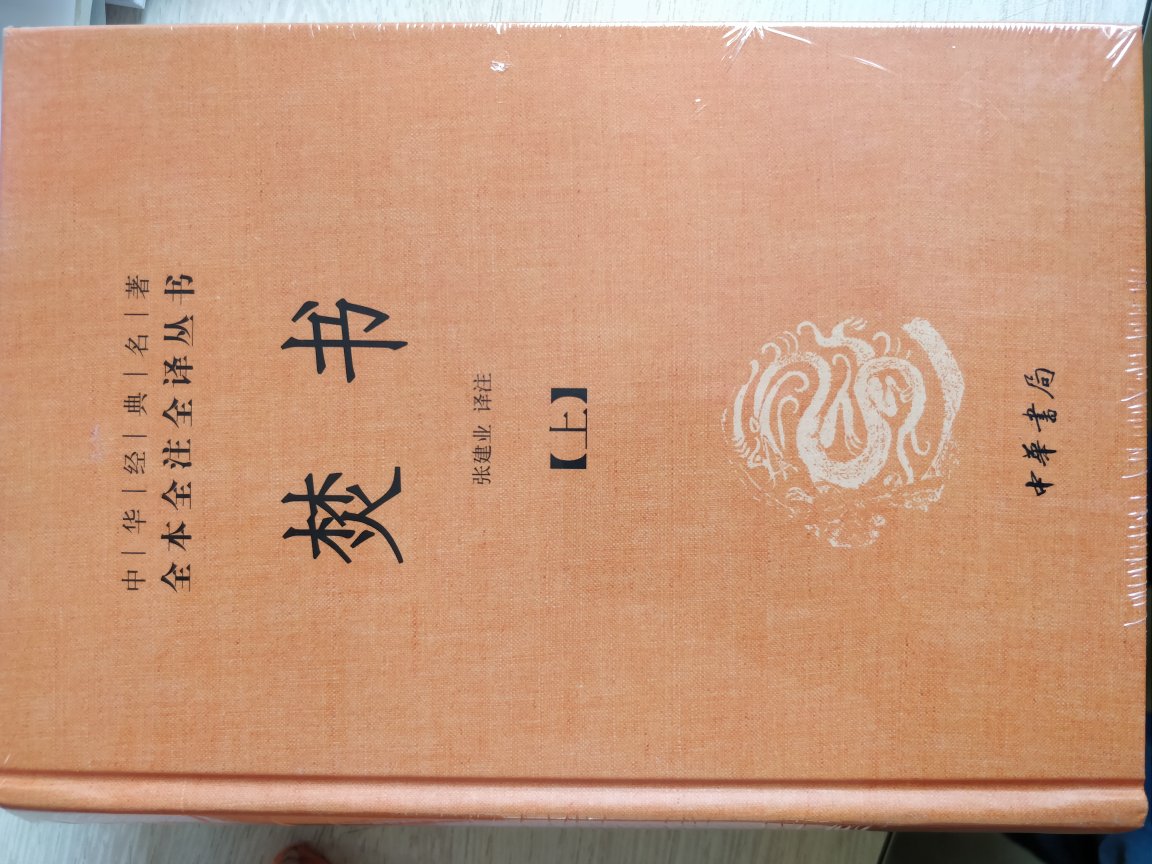 中|华|经|典|名|著
全本全注全译丛书
焚书
张建业 译注
【上】
中华书局